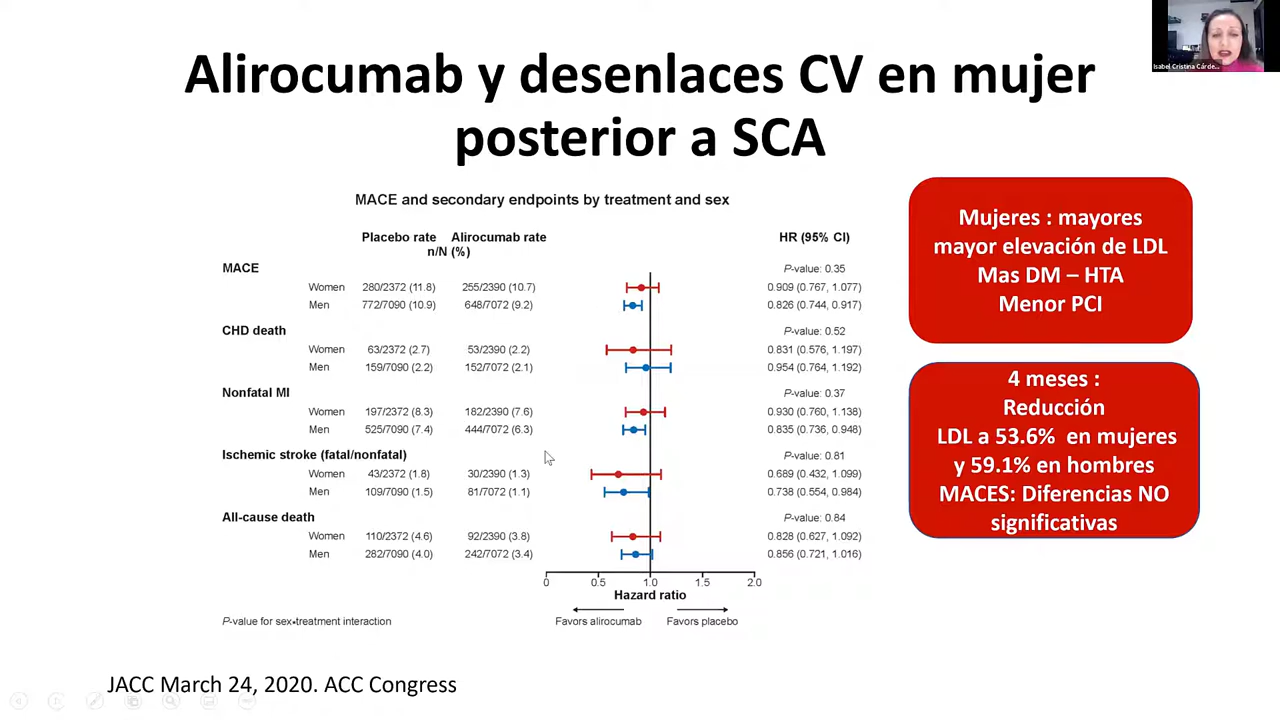 Isabel Cristina Cárde...
Alirocumab y desenlaces CV en mujer
posterior a SCA
MACE and secondary endpoints by treatment and sex
Placebo rate Alirocumab rate HR (95% CI)
n/N (%)
MACE P-value: 0.35
Women 280/2372 (11.8) 255/2390 (10.7) 0.909 (0.767, 1.077)
Men 772/7090 (10.9) 648/7072 (9.2) 0.826 (0.744, 0.917)
CHD death P-value: 0.52
Women 63/2372 (2.7) 53/2390 (2.2) 0.831 (0.576, 1.197)
Men 159/7090 (2.2) 152/7072 (2.1) 0.954 (0.764, 1.192)
Nonfatal MI P-value: 0.37
Women 197/2372 (8.3) 182/2390 (7.6) 0.930 (0.760, 1.138)
Men 525/7090 (7.4) 444/7072 (6.3) 0.835 (0.736, 0.948)
Ischemic stroke (fatal/nonfatal) P-value: 0.81
Women 43/2372 (1.8) 30/2390 (1.3) 0.689 (0.432, 1.099)
Men 109/7090 (1.5) 81/7072 (1.1) 0.738 (0.554, 0.984)
All-cause death P-value: 0.84
Women 110/2372 (4.6) 92/2390 (3.8) 0.828 (0.627, 1.092)
Men 282/7090 (4.0) 242/7072 (3.4) 0.856 (0.721, 1.016)
0 0.5 1.0 1.5 2.0
Hazard ratio
Favors alirocumab Favors placebo
P-value for sex•treatment interaction
Mujeres : mayores
mayor elevación de LDL
Mas DM – HTA
Menor PCI
4 meses :
Reducción
LDL a 53.6% en mujeres
y 59.1% en hombres
MACES: Diferencias NO
significativas
JACC March 24, 2020. ACC Congress